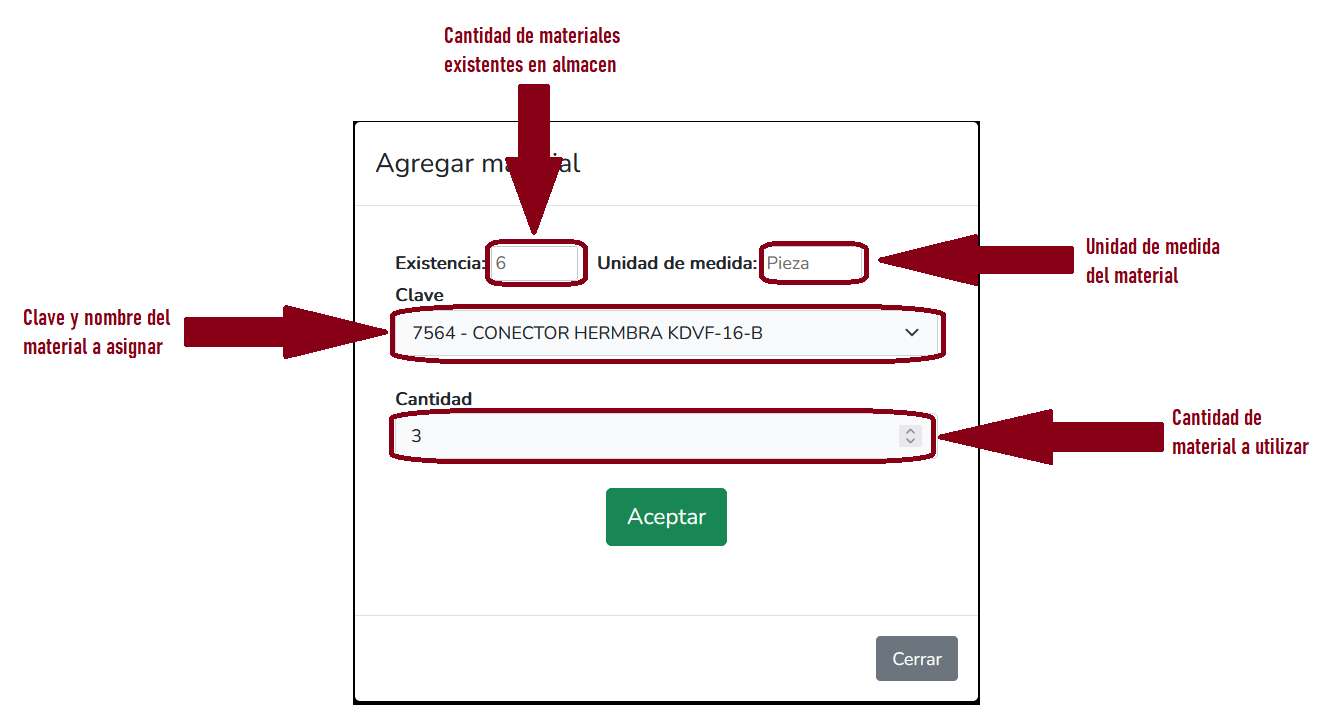 Cantidad de materiales
existentes en almacen
Agregar ma ial
Existencia: 6 Unidad de medida: Pieza
Unidad de medida
del material
Clave
Clave y nombre del
material a asignar
7564 - CONECTOR HERMBRA KDVF-16-B
Cantidad
3
Cantidad de
material a utilizar
Aceptar
Cerrar